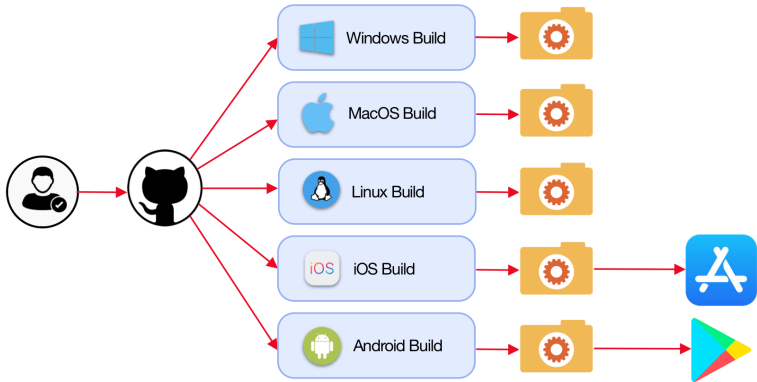 Windows Build
MacOS Build
Linux Build
iOS
iOS Build
Android Build